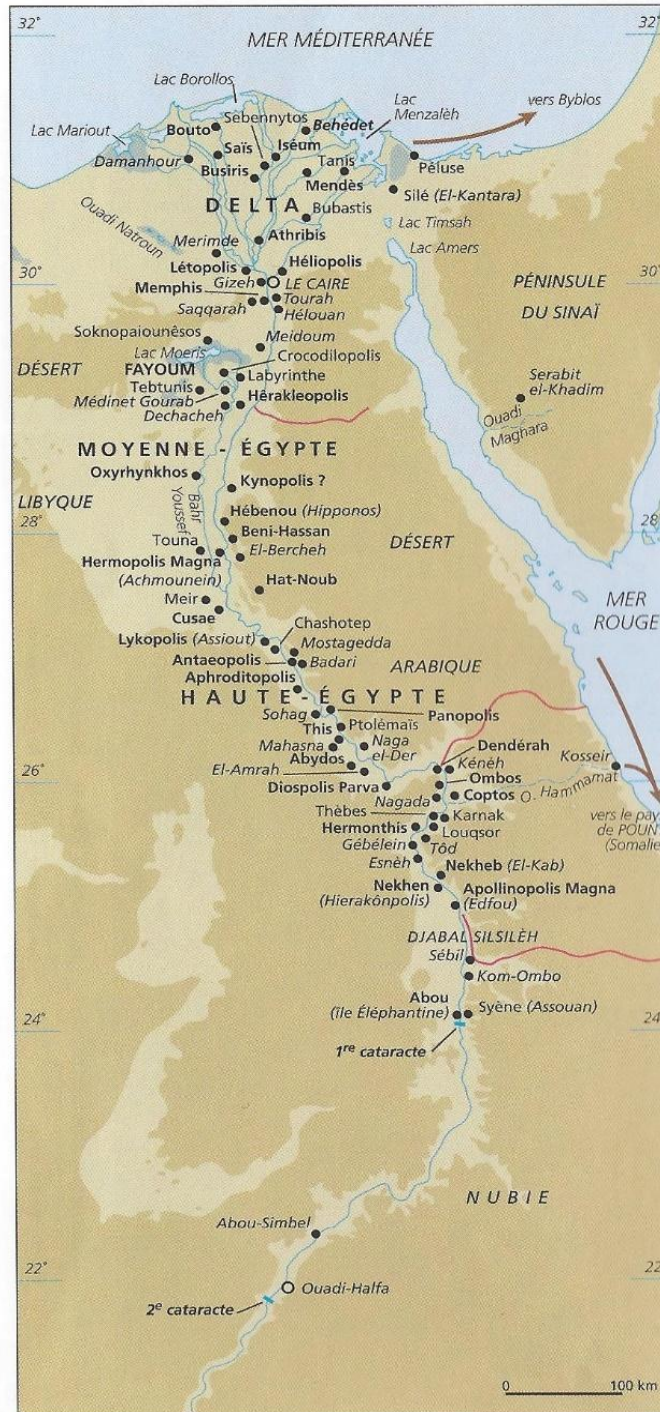 32°
32°
MER MÉDITERRANÉE
Lac Borollos
Lac
Menzalèh
vers Byblos
Sebennytos
Lac Mariout
Bouto
Behedet
Damanhour
Saïs
Iséum
Busiris
Tanis
Péluse
Mendès
Silé (El-Kantara)
DELTA
Bubastis
Lac Timsah
Ouadi Natroun
Merimde
Athribis
Lac Amers
Létopolis
Héliopolis
30°
30°
Gizeh
LE CAIRE
PÉNINSULE
DU SINAÏ
Memphis
Tourah
Saqqarah
Hélouan
Soknopaiounêsos
Meidoum
Lac Moeris
Crocodilopolis
DÉSERT
FAYOUM
Labyrinthe
Serabit
el-Khadim
Tebtunis
Médinet Gourab
Hérakleopolis
Dechacheh
Ouadi
Maghara
MOYENNE - ÉGYPTE
Oxyrhynkhos
Kynopolis ?
LIBYQUE
Bahr
Youssef
Hébenou (Hipponos)
28°
28°
Touna
Beni-Hassan
DÉSERT
El-Bercheh
Hermopolis Magna
(Achmounein)
Hat-Noub
Meir
MER
ROUGE
Cusae
Chashotep
Lykopolis (Assiout)
Mostagedda
Antaeopolis
Badari
ARABIQUE
Aphroditopolis
HAUTE-ÉGYPTE
Sohag
Panopolis
This
Ptolémaïs
Mahasna
Naga
el-Der
Dendérah
Kosseir
Abydos
Kénèh
26°
26°
El-Amrah
Ombos
Diospolis Parva
Nagada
Coptos
O. Hammamat
Thèbes
Karnak
vers le pay
de POUN
(Somalie
Hermonthis
Louqsor
Gébélein
Tôd
Esnèh
Nekheb (El-Kab)
Nekhen
(Hierakônpolis)
Apollinopolis Magna
(Edfou)
DJABAL SILSILÈH
Sébil
Kom-Ombo
Abou
(île Éléphantine)
Syène (Assouan)
24°
24
1re cataracte
NUBIE
Abou-Simbel
22°
22
Ouadi-Halfa
2e cataracte
0 100 km